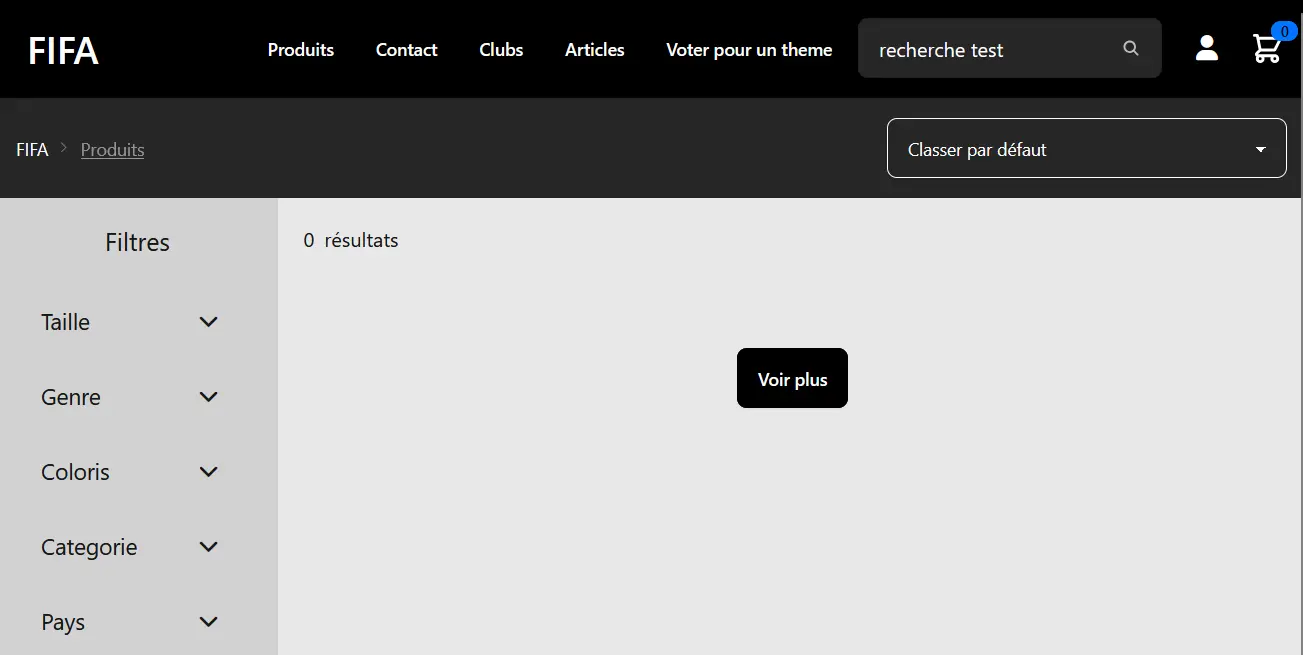 FIFA
Produits
Contact
Clubs
Articles
Voter pour un theme
recherche test
0
FIFA
Produits
Classer par défaut
Filtres
0 résultats
Taille
Voir plus
Genre
Coloris
Categorie
Pays